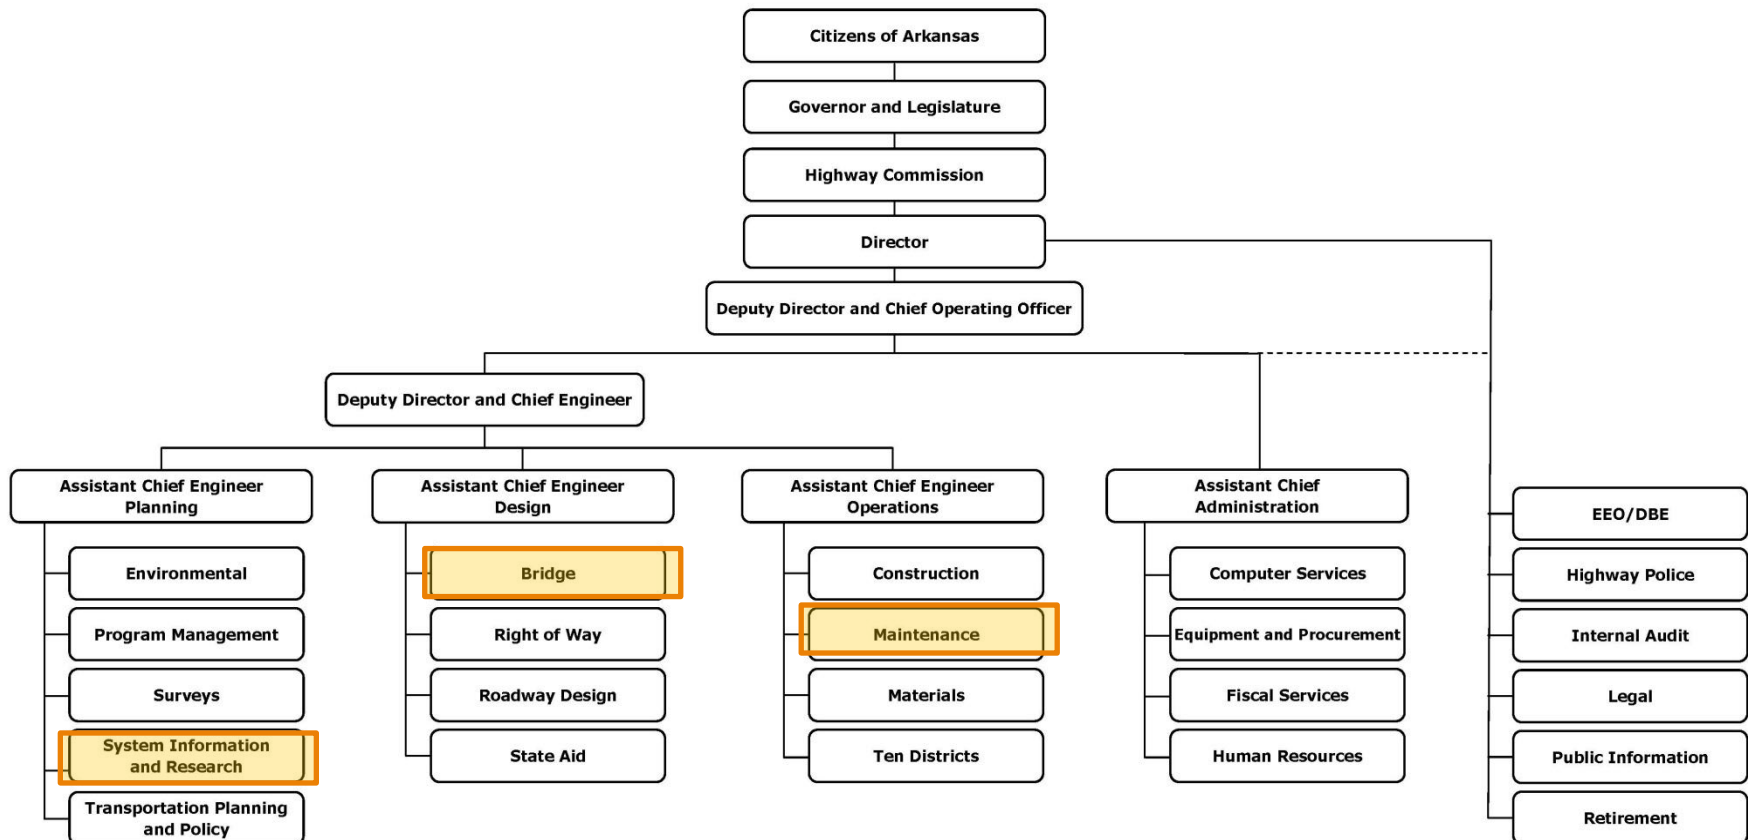 Citizens of Arkansas
Governor and Legislature
Highway Commission
Director
Deputy Director and Chief Operating Officer
Deputy Director and Chief Engineer
Assistant Chief Engineer
Planning
Environmental
Program Management
Surveys
System Information
and Research
Transportation Planning
and Policy
Assistant Chief Engineer
Design
Bridge
Right of Way
Roadway Design
State Aid
Assistant Chief Engineer
Operations
Construction
Maintenance
Materials
Ten Districts
Assistant Chief
Administration
Computer Services
Equipment and Procurement
Fiscal Services
Human Resources
EEO/DBE
Highway Police
Internal Audit
Legal
Public Information
Retirement